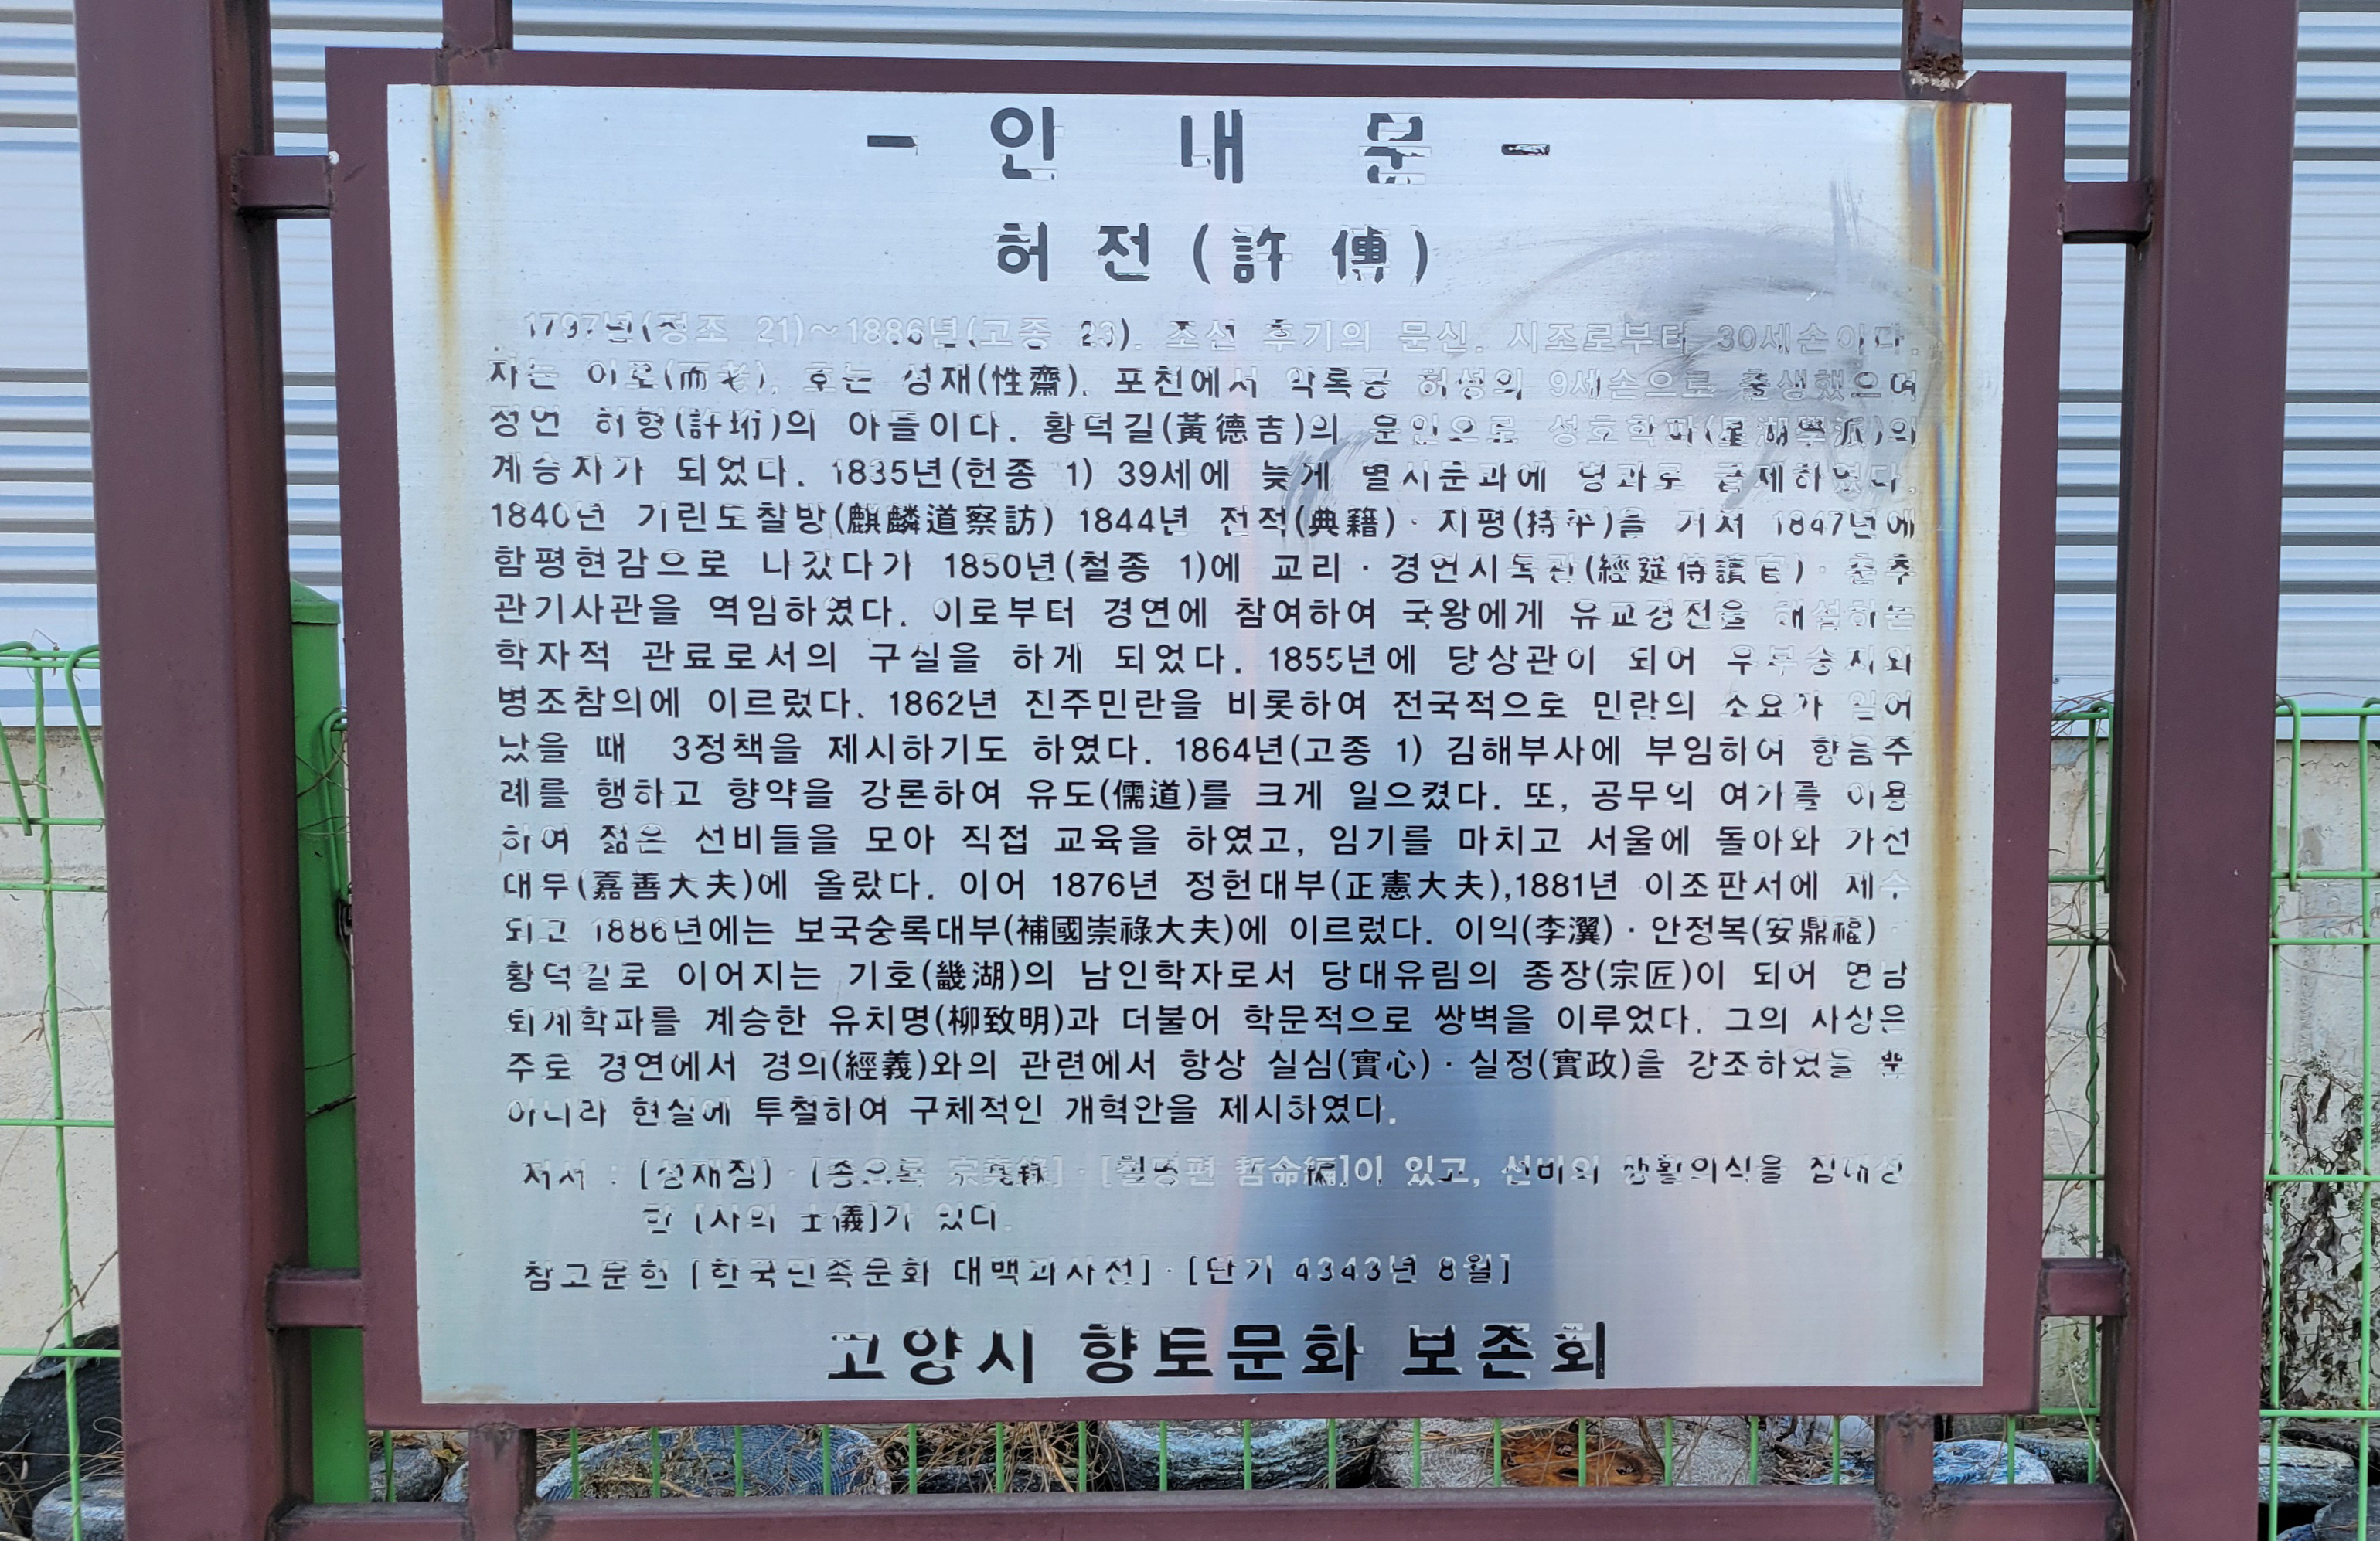 - 인 내 문 -
허 전 (許 傳)
1797년(정조 21)~1886년(고종 23). 조선 후기의 문신. 시조로부터 30세손이다.
자는 이로(而老), 호는 성재(性齋). 포천에서 악록공 허성의 9세손으로 출생했으며
정언 허형(許珩)의 아들이다. 황덕길(黃德吉)의 문인으로 성호학파(星湖學派)의
계승자가 되었다. 1835년(헌종 1) 39세에 늦게 별시문과에 병과로 급제하였다.
1840년 기린도찰방(麒麟道察訪) 1844년 전적(典籍)·지평(持平)을 거쳐 1847년에
함평현감으로 나갔다가 1850년(철종 1)에 교리·경연시독관(經筵侍讀官)·춘추
관기사관을 역임하였다. 이로부터 경연에 참여하여 국왕에게 유교경전을 해설하는
학자적 관료로서의 구실을 하게 되었다. 1855년에 당상관이 되어 우부승지와
병조참의에 이르렀다. 1862년 진주민란을 비롯하여 전국적으로 민란의 소요가 일어
났을 때 3정책을 제시하기도 하였다. 1864년(고종 1) 김해부사에 부임하여 향음주
례를 행하고 향약을 강론하여 유도(儒道)를 크게 일으켰다. 또, 공무의 여가를 이용
하여 젊은 선비들을 모아 직접 교육을 하였고, 임기를 마치고 서울에 돌아와 가선
대부(嘉善大夫)에 올랐다. 이어 1876년 정헌대부(正憲大夫),1881년 이조판서에 제수
되고 1886년에는 보국숭록대부(補國崇祿大夫)에 이르렀다. 이익(李瀷)·안정복(安鼎福)·
황덕길로 이어지는 기호(畿湖)의 남인학자로서 당대유림의 종장(宗匠)이 되어 영남
퇴계학파를 계승한 유치명(柳致明)과 더불어 학문적으로 쌍벽을 이루었다. 그의 사상은
주로 경연에서 경의(經義)와의 관련에서 항상 실심(實心)·실정(實政)을 강조하였을 뿐
아니라 현실에 투철하여 구체적인 개혁안을 제시하였다.
저서 : [성재집]·[종요록 宗堯錄]·[철명편 哲命編]이 있고, 선비의 생활의식을 집대성
한 [사의 士儀]가 있다.
참고문헌 [한국민족문화 대백과사전]·[단기 4343년 8월]
고양시 향토문화 보존회